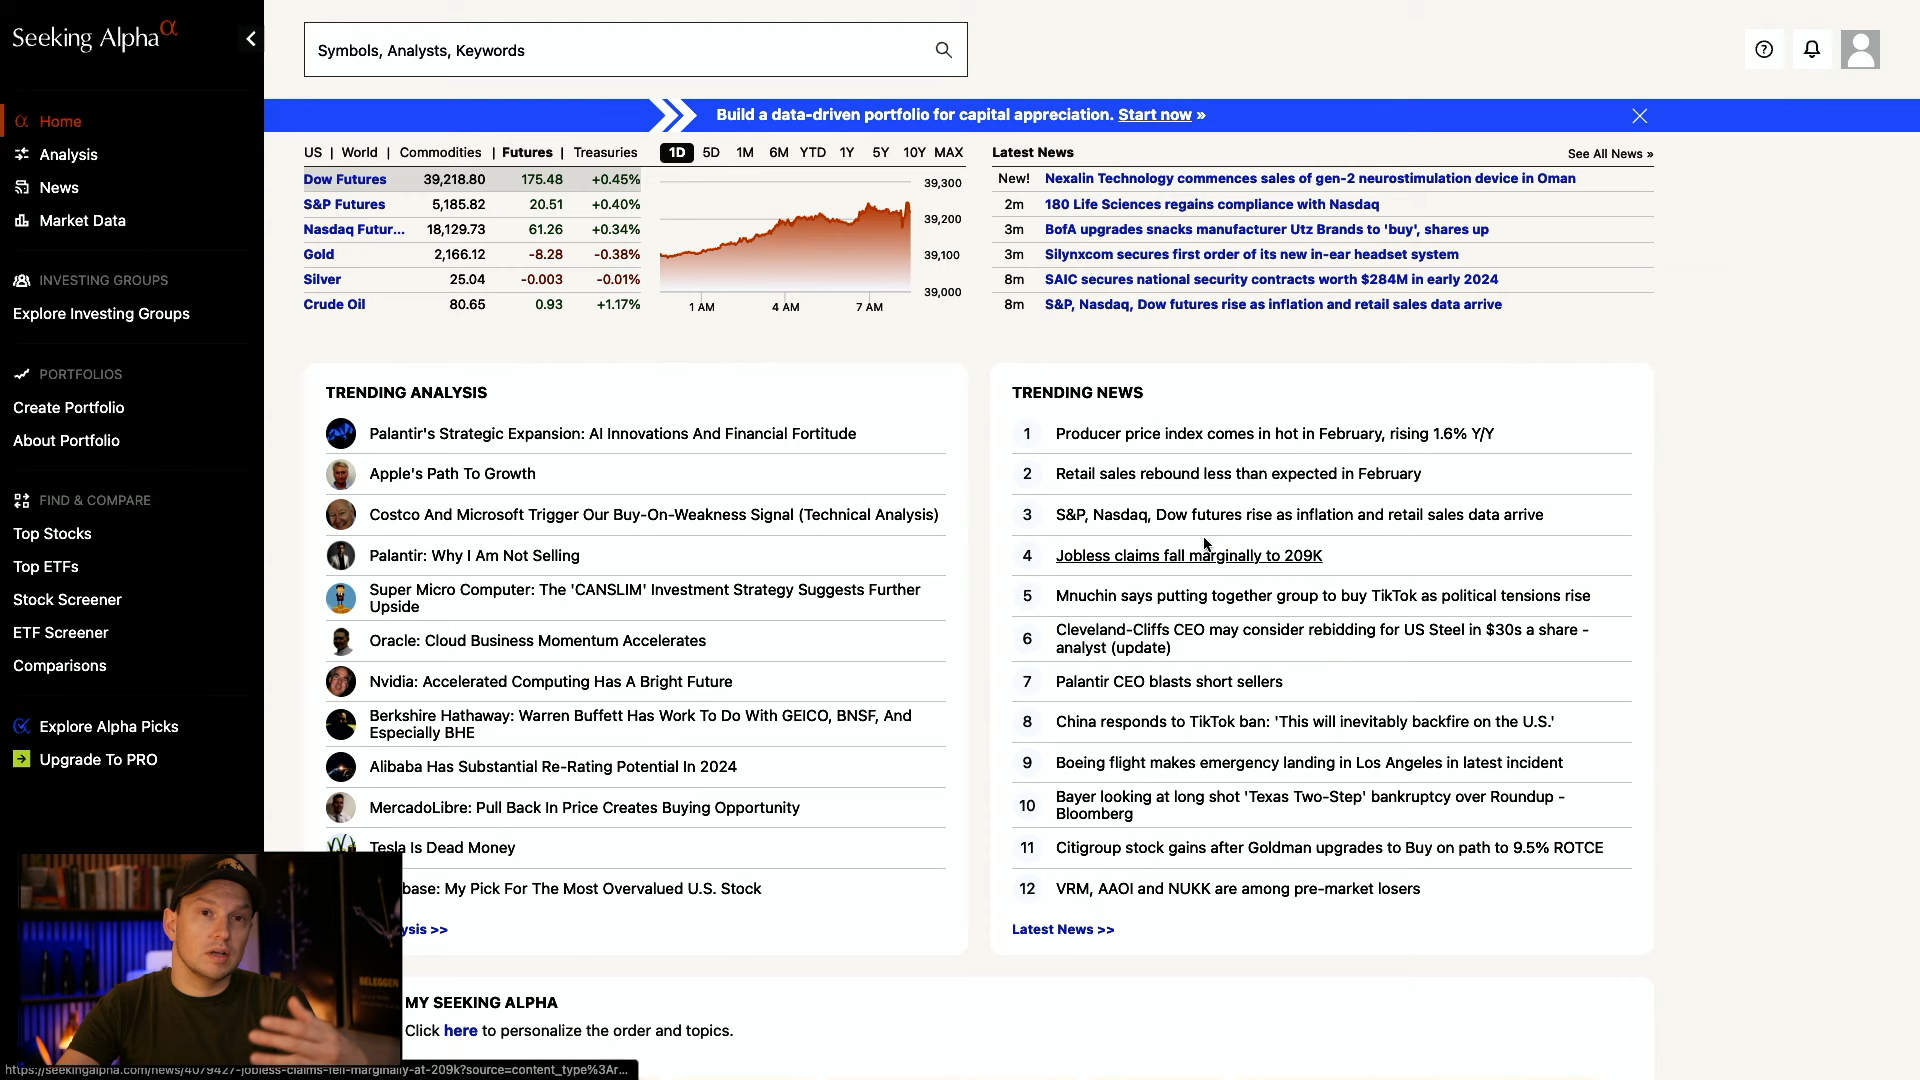 Seeking Alpha α
Symbols, Analysts, Keywords
Build a data-driven portfolio for capital appreciation. Start now »
Home
Analysis
News
Market Data
INVESTING GROUPS
Explore Investing Groups
PORTFOLIOS
Create Portfolio
About Portfolio
FIND & COMPARE
Top Stocks
Top ETFs
Stock Screener
ETF Screener
Comparisons
Explore Alpha Picks
Upgrade To PRO
US | World | Commodities | Futures | Treasuries
Dow Futures 39,218.80 175.48 +0.45%
S&P Futures 5,185.82 20.51 +0.40%
Nasdaq Futur... 18,129.73 61.26 +0.34%
Gold 2,166.12 -8.28 -0.38%
Silver 25.04 -0.003 -0.01%
Crude Oil 80.65 0.93 +1.17%
1D 5D 1M 6M YTD 1Y 5Y 10Y MAX
39,300
39,200
39,100
39,000
1 AM 4 AM 7 AM
Latest News See All News »
New! Nexalin Technology commences sales of gen-2 neurostimulation device in Oman
2m 180 Life Sciences regains compliance with Nasdaq
3m BofA upgrades snacks manufacturer Utz Brands to 'buy', shares up
3m Silynxcom secures first order of its new in-ear headset system
8m SAIC secures national security contracts worth $284M in early 2024
8m S&P, Nasdaq, Dow futures rise as inflation and retail sales data arrive
TRENDING ANALYSIS
Palantir's Strategic Expansion: AI Innovations And Financial Fortitude
Apple's Path To Growth
Costco And Microsoft Trigger Our Buy-On-Weakness Signal (Technical Analysis)
Palantir: Why I Am Not Selling
Super Micro Computer: The 'CANSLIM' Investment Strategy Suggests Further
Upside
Oracle: Cloud Business Momentum Accelerates
Nvidia: Accelerated Computing Has A Bright Future
Berkshire Hathaway: Warren Buffett Has Work To Do With GEICO, BNSF, And
Especially BHE
Alibaba Has Substantial Re-Rating Potential In 2024
MercadoLibre: Pull Back In Price Creates Buying Opportunity
Tesla Is Dead Money
base: My Pick For The Most Overvalued U.S. Stock
ysis >>
TRENDING NEWS
1 Producer price index comes in hot in February, rising 1.6% Y/Y
2 Retail sales rebound less than expected in February
3 S&P, Nasdaq, Dow futures rise as inflation and retail sales data arrive
4 Jobless claims fall marginally to 209K
5 Mnuchin says putting together group to buy TikTok as political tensions rise
6 Cleveland-Cliffs CEO may consider rebidding for US Steel in $30s a share -
analyst (update)
7 Palantir CEO blasts short sellers
8 China responds to TikTok ban: 'This will inevitably backfire on the U.S.'
9 Boeing flight makes emergency landing in Los Angeles in latest incident
10 Bayer looking at long shot 'Texas Two-Step' bankruptcy over Roundup -
Bloomberg
11 Citigroup stock gains after Goldman upgrades to Buy on path to 9.5% ROTCE
12 VRM, AAOI and NUKK are among pre-market losers
Latest News >>
MY SEEKING ALPHA
Click here to personalize the order and topics.
BELEGGEN
https://seekingalpha.com/news/4079427-jobless-claims-fell-marginally-at-209k?source=content_type%3Ar...